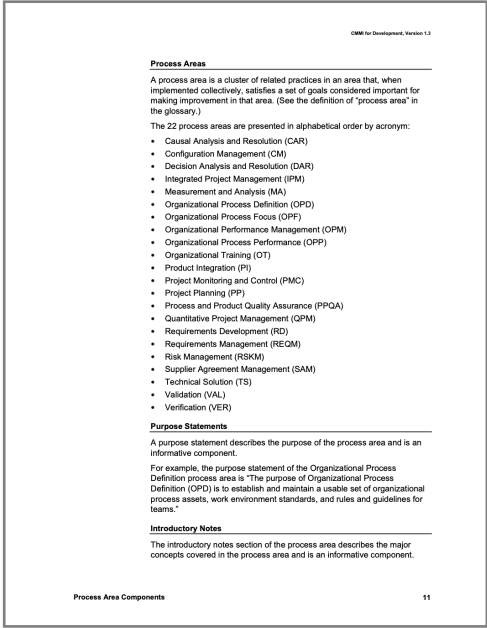 CMMI for Development, Version 1.3
Process Areas
A process area is a cluster of related practices in an area that, when
implemented collectively, satisfies a set of goals considered important for
making improvement in that area. (See the definition of “process area” in
the glossary.)
The 22 process areas are presented in alphabetical order by acronym:
• Causal Analysis and Resolution (CAR)
• Configuration Management (CM)
• Decision Analysis and Resolution (DAR)
• Integrated Project Management (IPM)
• Measurement and Analysis (MA)
• Organizational Process Definition (OPD)
• Organizational Process Focus (OPF)
• Organizational Performance Management (OPM)
• Organizational Process Performance (OPP)
• Organizational Training (OT)
• Product Integration (PI)
• Project Monitoring and Control (PMC)
• Project Planning (PP)
• Process and Product Quality Assurance (PPQA)
• Quantitative Project Management (QPM)
• Requirements Development (RD)
• Requirements Management (REQM)
• Risk Management (RSKM)
• Supplier Agreement Management (SAM)
• Technical Solution (TS)
• Validation (VAL)
• Verification (VER)
Purpose Statements
A purpose statement describes the purpose of the process area and is an
informative component.
For example, the purpose statement of the Organizational Process
Definition process area is “The purpose of Organizational Process
Definition (OPD) is to establish and maintain a usable set of organizational
process assets, work environment standards, and rules and guidelines for
teams.”
Introductory Notes
The introductory notes section of the process area describes the major
concepts covered in the process area and is an informative component.
Process Area Components 11